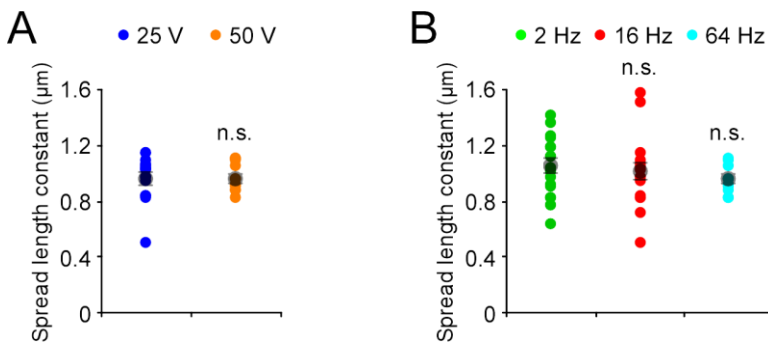 A
25 V
50 V
Spread length constant (μm)
1.6
1.2
0.8
0.4
0
n.s.
B
2 Hz
16 Hz
64 Hz
Spread length constant (μm)
1.6
1.2
0.8
0.4
0
n.s.
n.s.